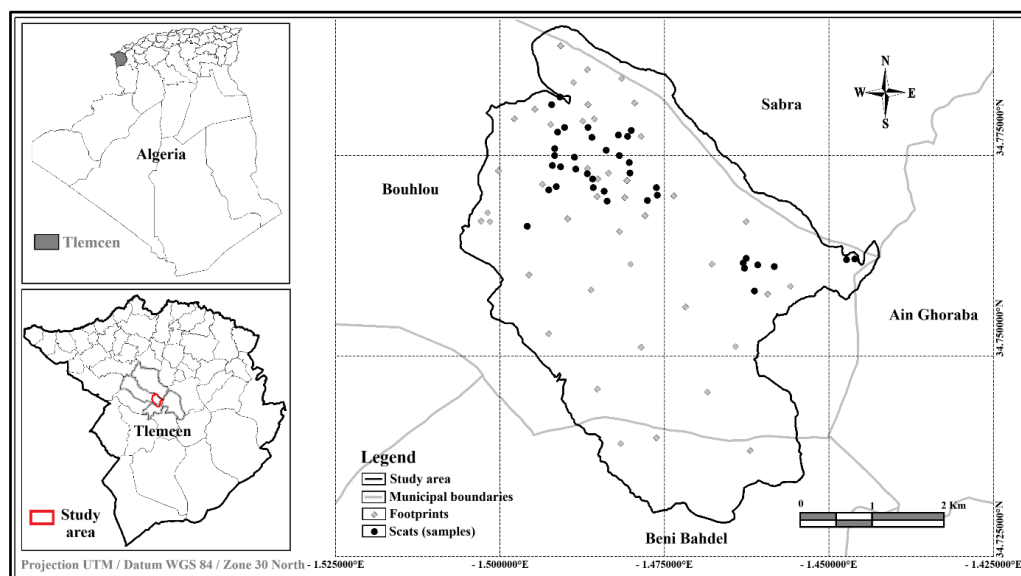 Algeria
Tlemcen
Tlemcen
Study
area
Projection UTM / Datum WGS 84 / Zone 30 North
N
W E
S
Sabra
Bouhlou
Ain Ghoraba
Beni Bahdel
Legend
Study area
Municipal boundaries
Footprints
Scats (samples)
0 1 2 Km
34.775000°N
34.750000°N
34.725000°N
- 1.525000°E - 1.500000°E - 1.475000°E - 1.450000°E - 1.425000°E